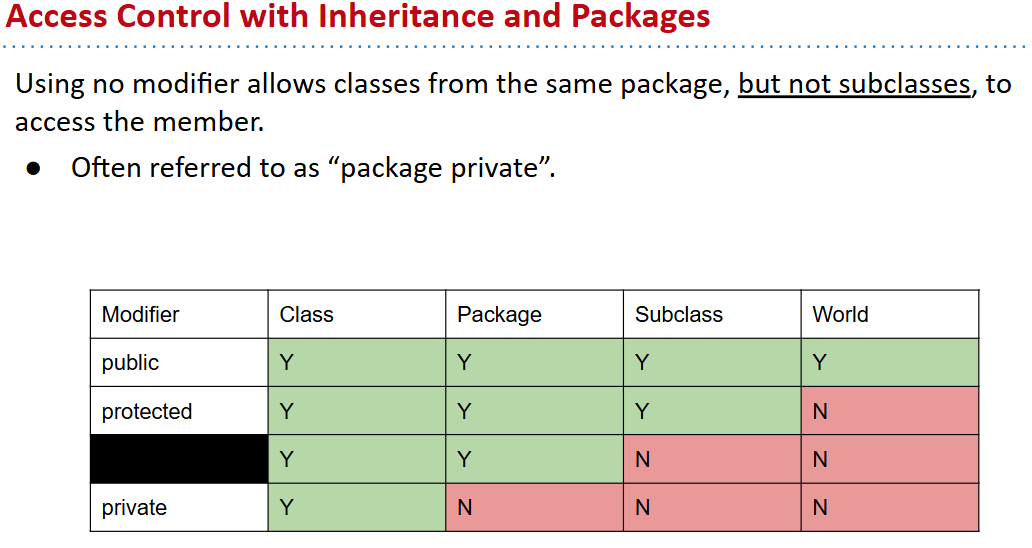 Access Control with Inheritance and Packages
Using no modifier allows classes from the same package, but not subclasses, to
access the member.
● Often referred to as “package private”.
Modifier Class Package Subclass World
public Y Y Y Y
protected Y Y Y N
Y Y N N
private Y N N N